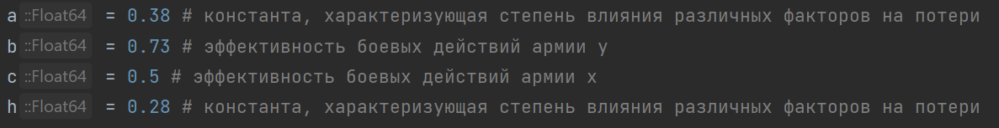 a ::Float64 = 0.38 # константа, характеризующая степень влияния различных факторов на потери
b ::Float64 = 0.73 # эффективность боевых действий армии у
c ::Float64 = 0.5 # эффективность боевых действий армии х
h ::Float64 = 0.28 # константа, характеризующая степень влияния различных факторов на потери